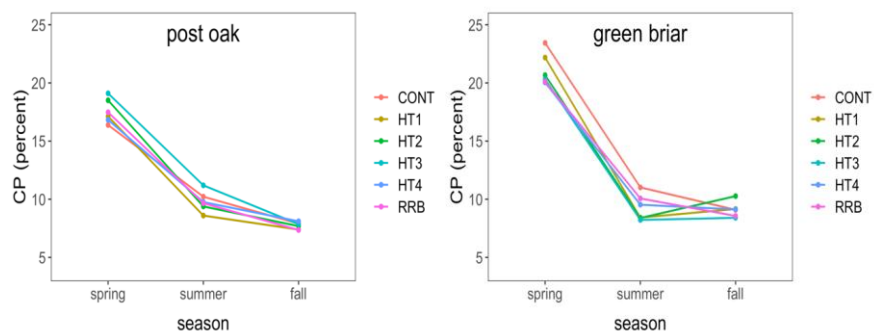 post oak
CP (percent)
25
20
15
10
5
spring summer fall
season
CONT
HT1
HT2
HT3
HT4
RRB
green briar
CP (percent)
25
20
15
10
5
spring summer fall
season
CONT
HT1
HT2
HT3
HT4
RRB